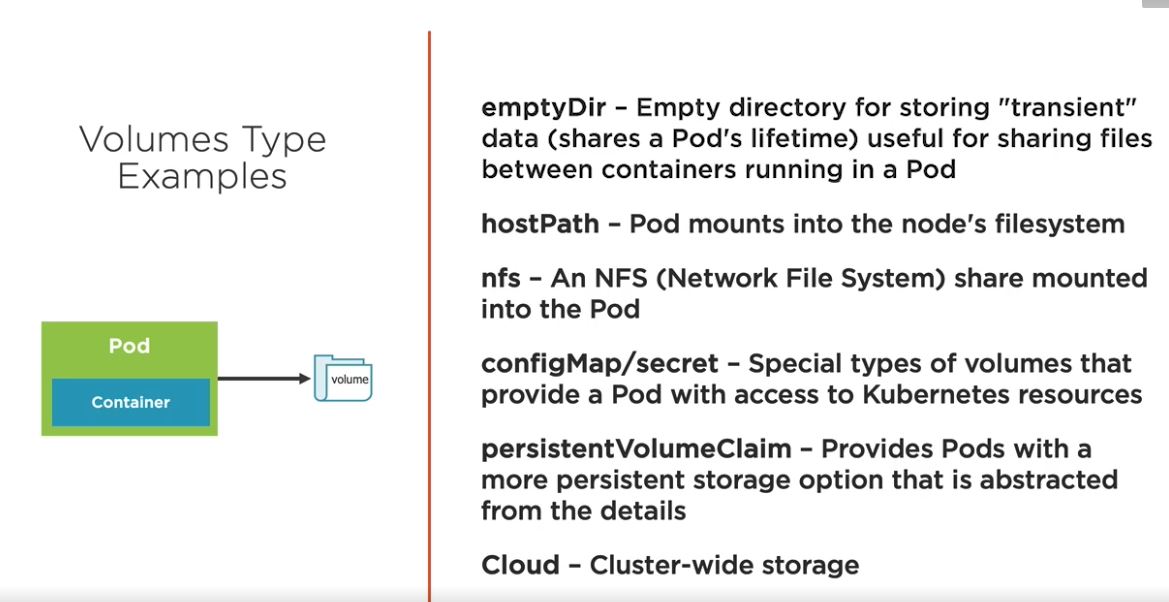 Volumes Type
Examples
Pod
Container
volume
emptyDir – Empty directory for storing "transient"
data (shares a Pod's lifetime) useful for sharing files
between containers running in a Pod
hostPath – Pod mounts into the node's filesystem
nfs – An NFS (Network File System) share mounted
into the Pod
configMap/secret – Special types of volumes that
provide a Pod with access to Kubernetes resources
persistentVolumeClaim – Provides Pods with a
more persistent storage option that is abstracted
from the details
Cloud – Cluster-wide storage